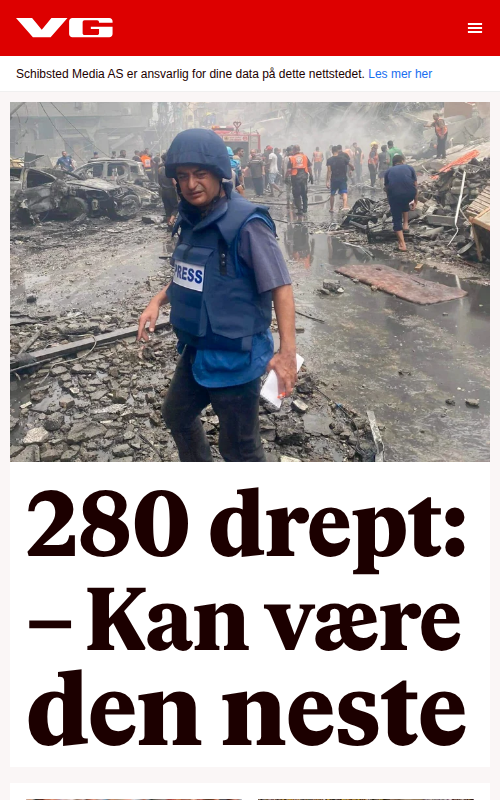 VG
Schibsted Media AS er ansvarlig for dine data på dette nettstedet. Les mer her
PRESS
280 drept:
– Kan være
den neste